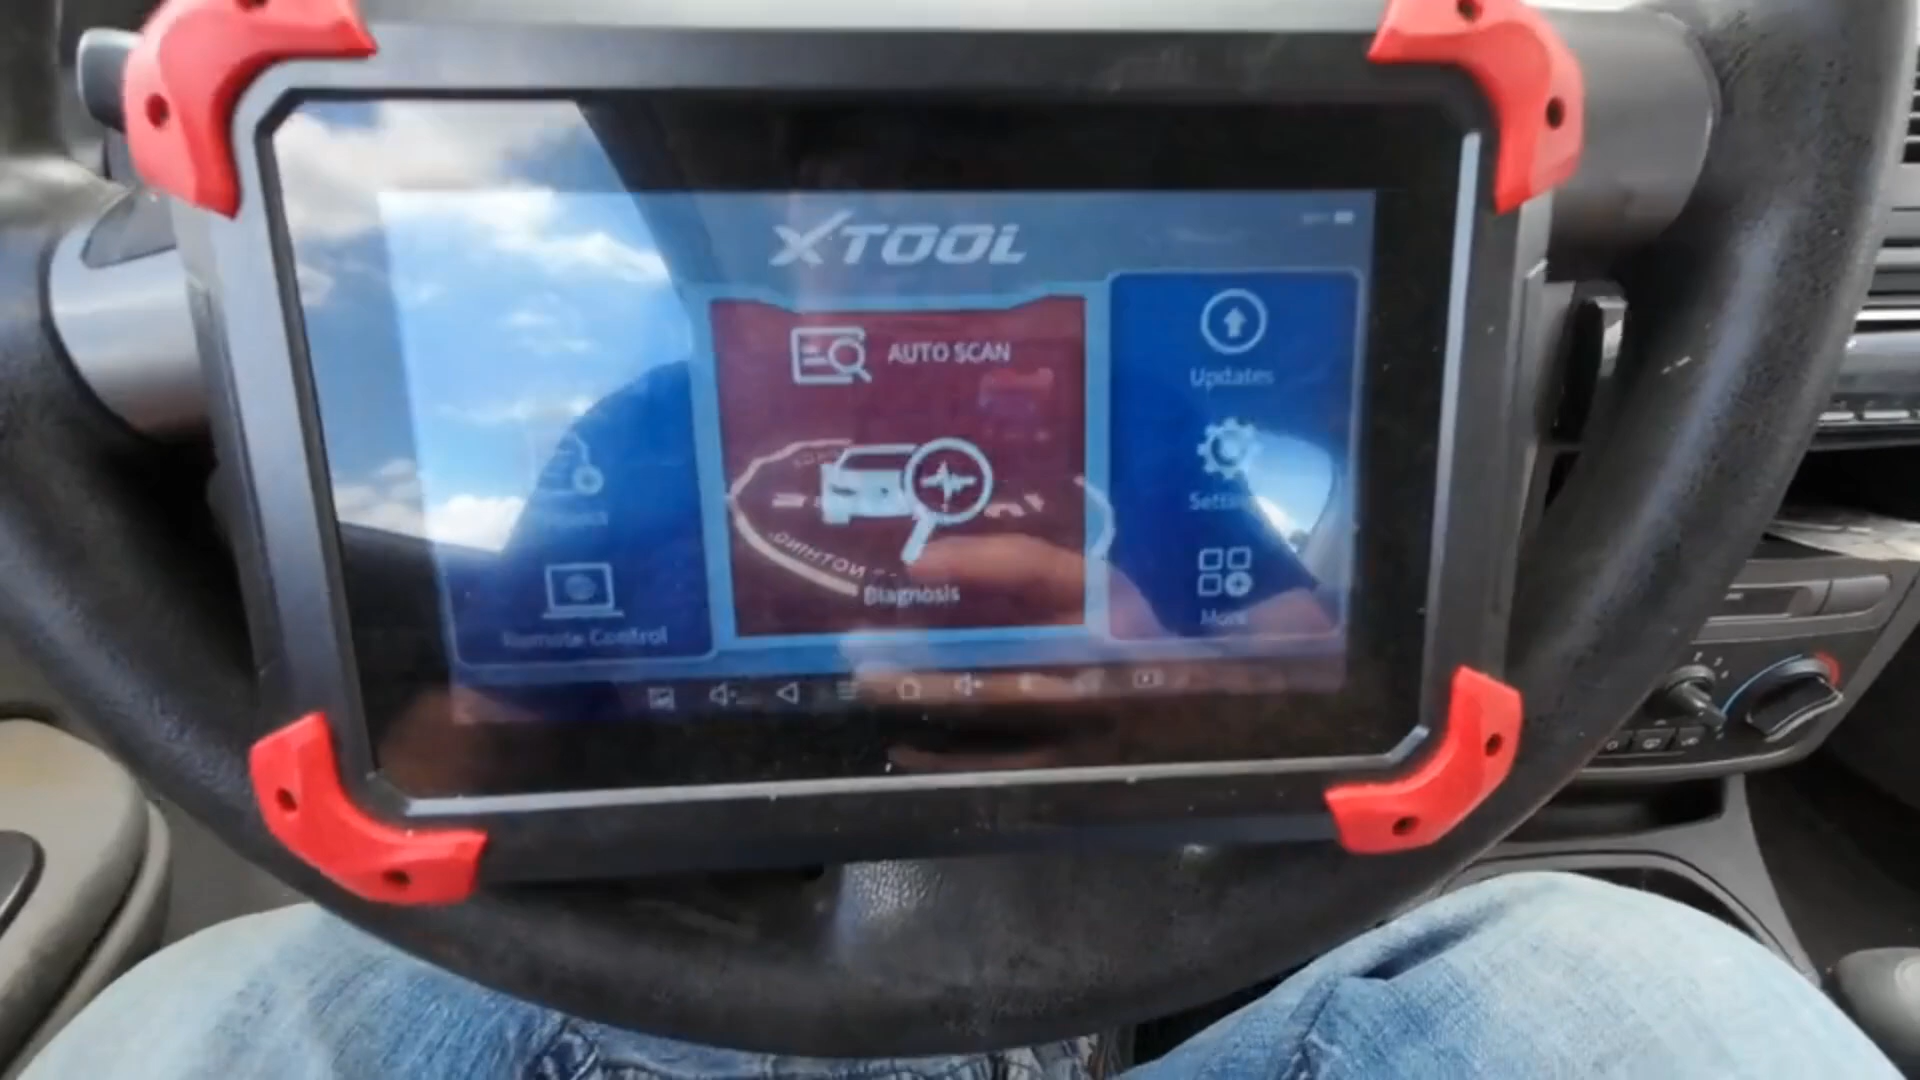 XTOOL
AUTO SCAN
Updates
Diagnosis
Remote Control
More